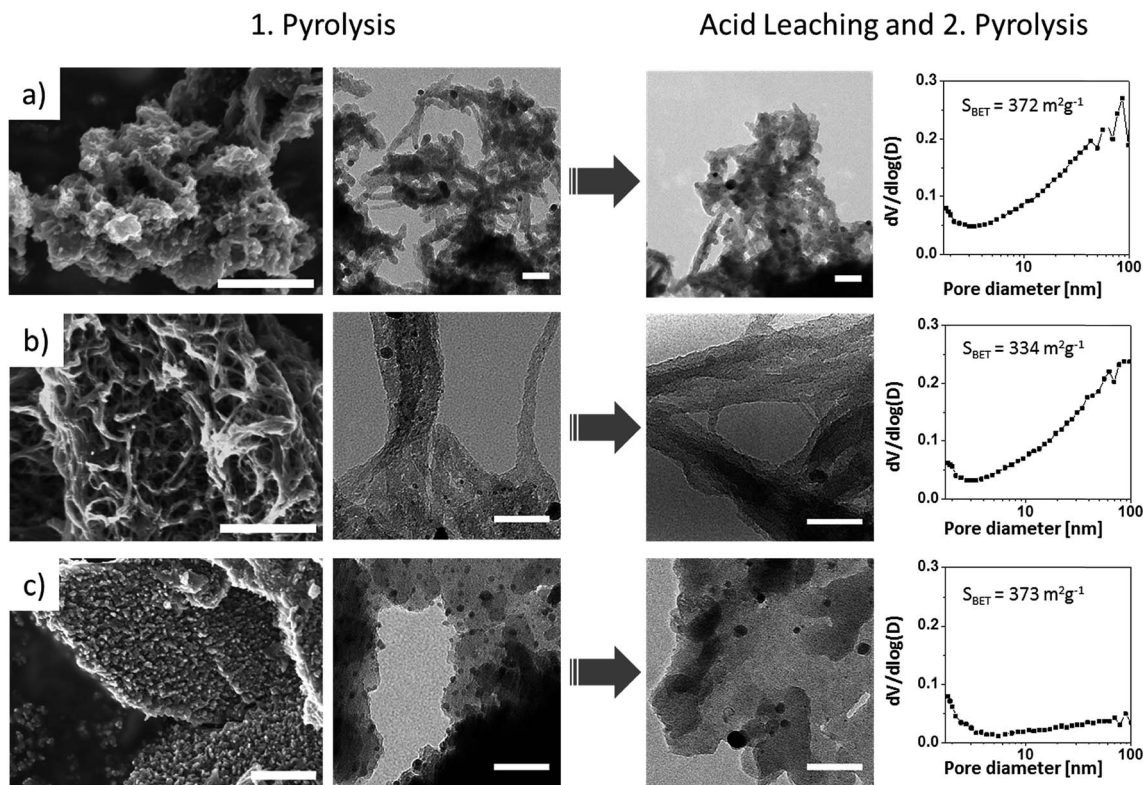 1. Pyrolysis
Acid Leaching and 2. Pyrolysis
a)
S_BET = 372 m²g⁻¹
dV/dlog(D)
0.3
0.2
0.1
0.0
10
100
Pore diameter [nm]
b)
S_BET = 334 m²g⁻¹
dV/dlog(D)
0.3
0.2
0.1
0.0
10
100
Pore diameter [nm]
c)
S_BET = 373 m²g⁻¹
dV/dlog(D)
0.3
0.2
0.1
0.0
10
100
Pore diameter [nm]